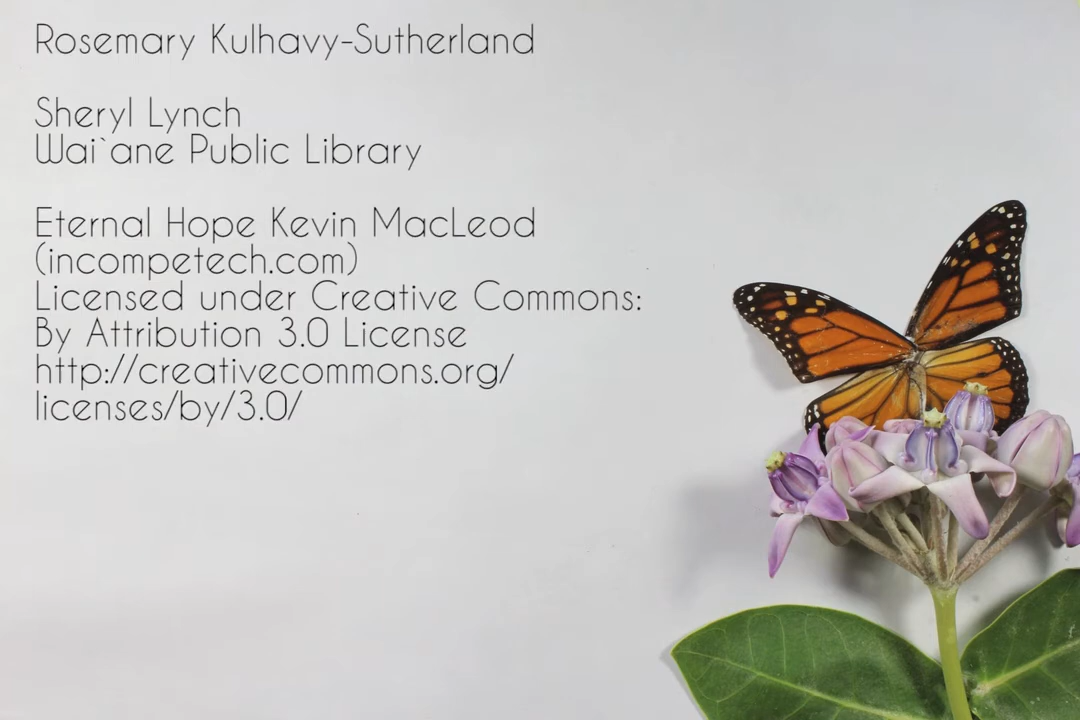 Rosemary Kulhavy-Sutherland
Sheryl Lynch
Wai`ane Public Library
Eternal Hope Kevin MacLeod
(incompetech.com)
Licensed under Creative Commons:
By Attribution 3.0 License
http://creativecommons.org/
licenses/by/3.0/